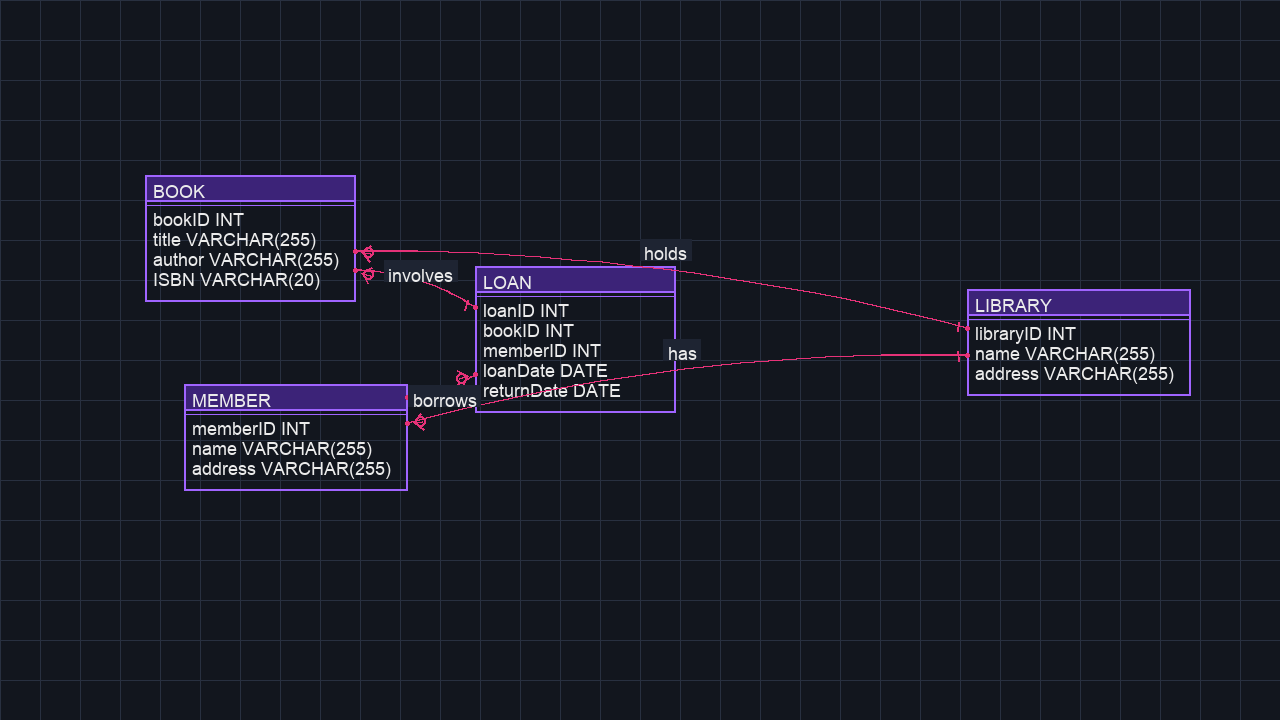 BOOK
bookID INT
title VARCHAR(255)
author VARCHAR(255)
ISBN VARCHAR(20)
holds
involves
LOAN
loanID INT
bookID INT
memberID INT
loanDate DATE
returnDate DATE
has
LIBRARY
libraryID INT
name VARCHAR(255)
address VARCHAR(255)
borrows
MEMBER
memberID INT
name VARCHAR(255)
address VARCHAR(255)